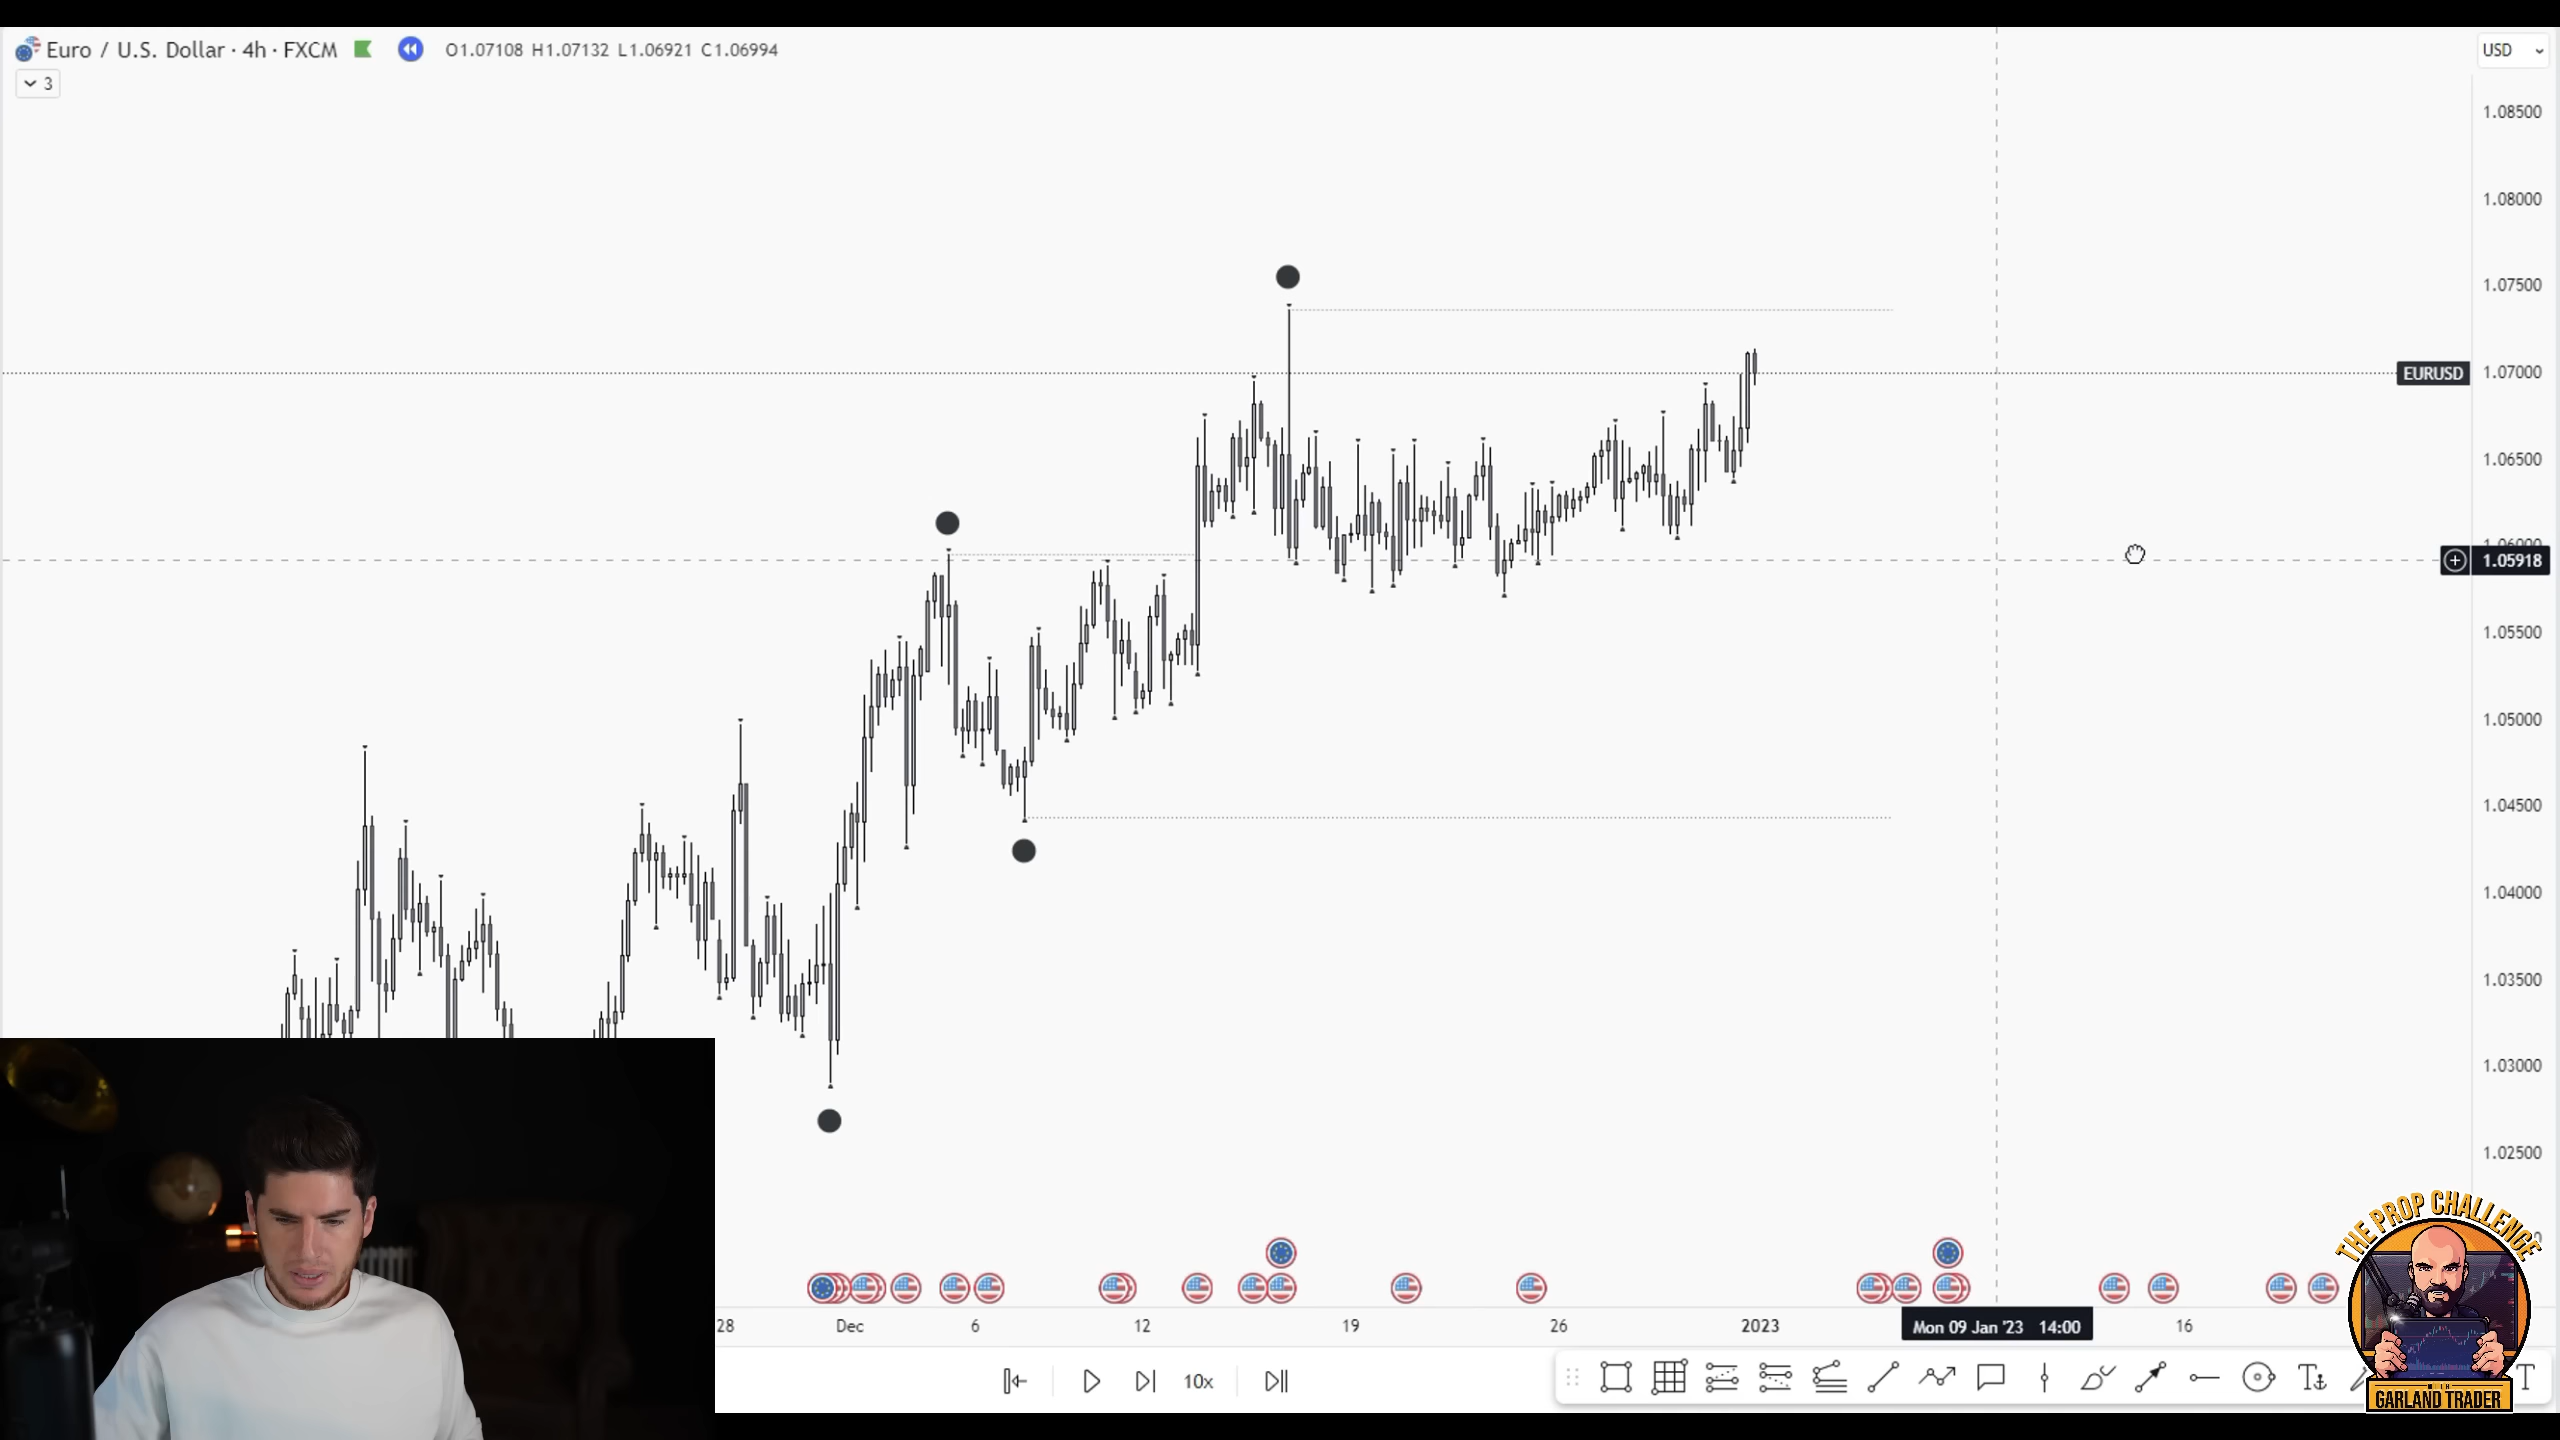 Euro / U.S. Dollar · 4h · FXCM O1.07108 H1.07132 L1.06921 C1.06994
USD
3
1.08500
1.08000
1.07500
EURUSD 1.07000
1.06500
1.06000
1.05918
1.05500
1.05000
1.04500
1.04000
1.03500
1.03000
1.02500
THE PROP CHALLENGE
WITH
GARLAND TRADER
28 Dec 6 12 19 26 2023 Mon 09 Jan '23 14:00 16
10x
T